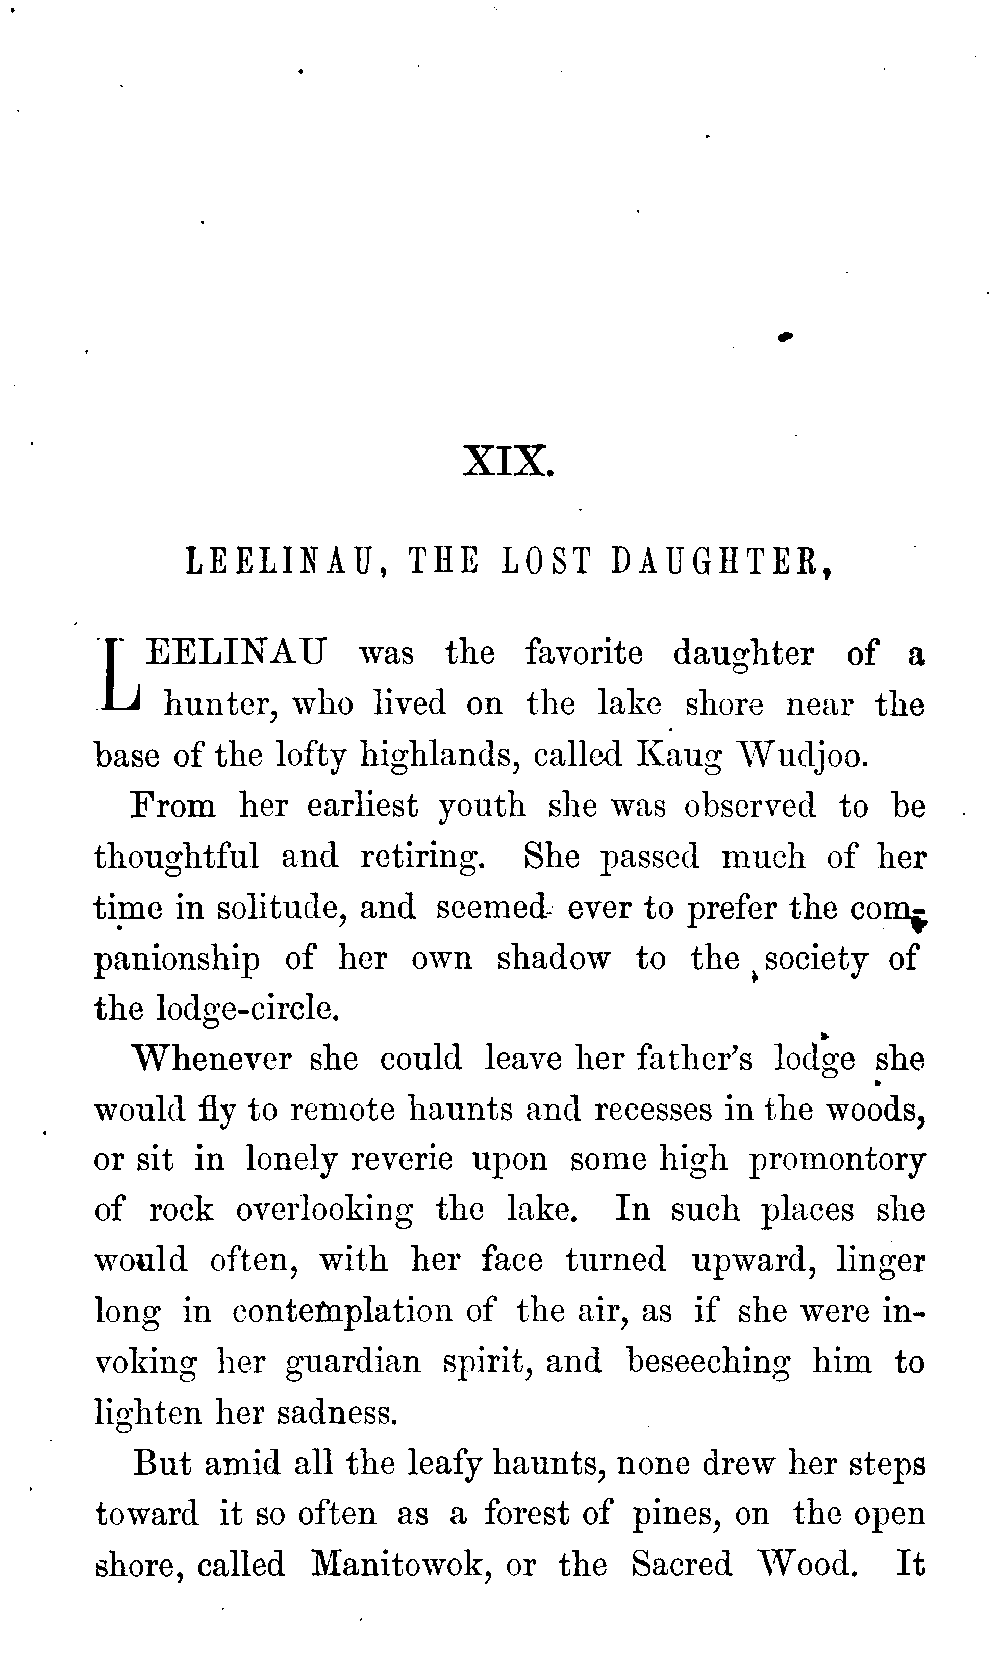 XIX.
LEELINAU, THE LOST DAUGHTER,
LEELINAU was the favorite daughter of a
hunter, who lived on the lake shore near the
base of the lofty highlands, called Kaug Wudjoo.
From her earliest youth she was observed to be
thoughtful and retiring. She passed much of her
time in solitude, and seemed ever to prefer the com-
panionship of her own shadow to the society of
the lodge-circle.
Whenever she could leave her father's lodge she
would fly to remote haunts and recesses in the woods,
or sit in lonely reverie upon some high promontory
of rock overlooking the lake. In such places she
would often, with her face turned upward, linger
long in contemplation of the air, as if she were in-
voking her guardian spirit, and beseeching him to
lighten her sadness.
But amid all the leafy haunts, none drew her steps
toward it so often as a forest of pines, on the open
shore, called Manitowok, or the Sacred Wood. It